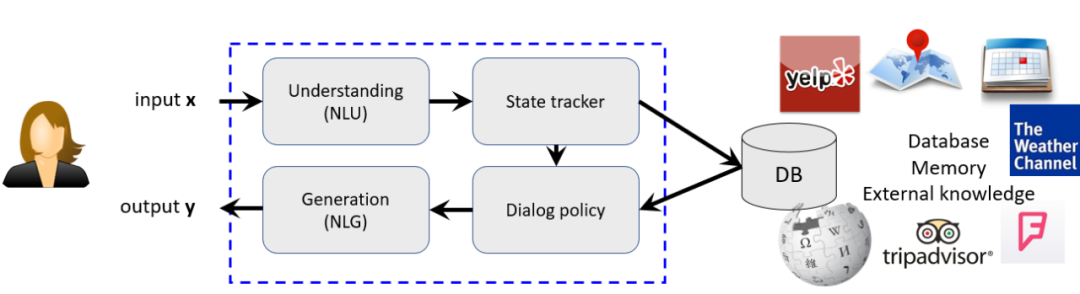 input x
Understanding
(NLU)
State tracker
output y
Generation
(NLG)
Dialog policy
DB
yelp
Database
Memory
External knowledge
The
Weather
Channel
Ω
W
И
tripadvisor®